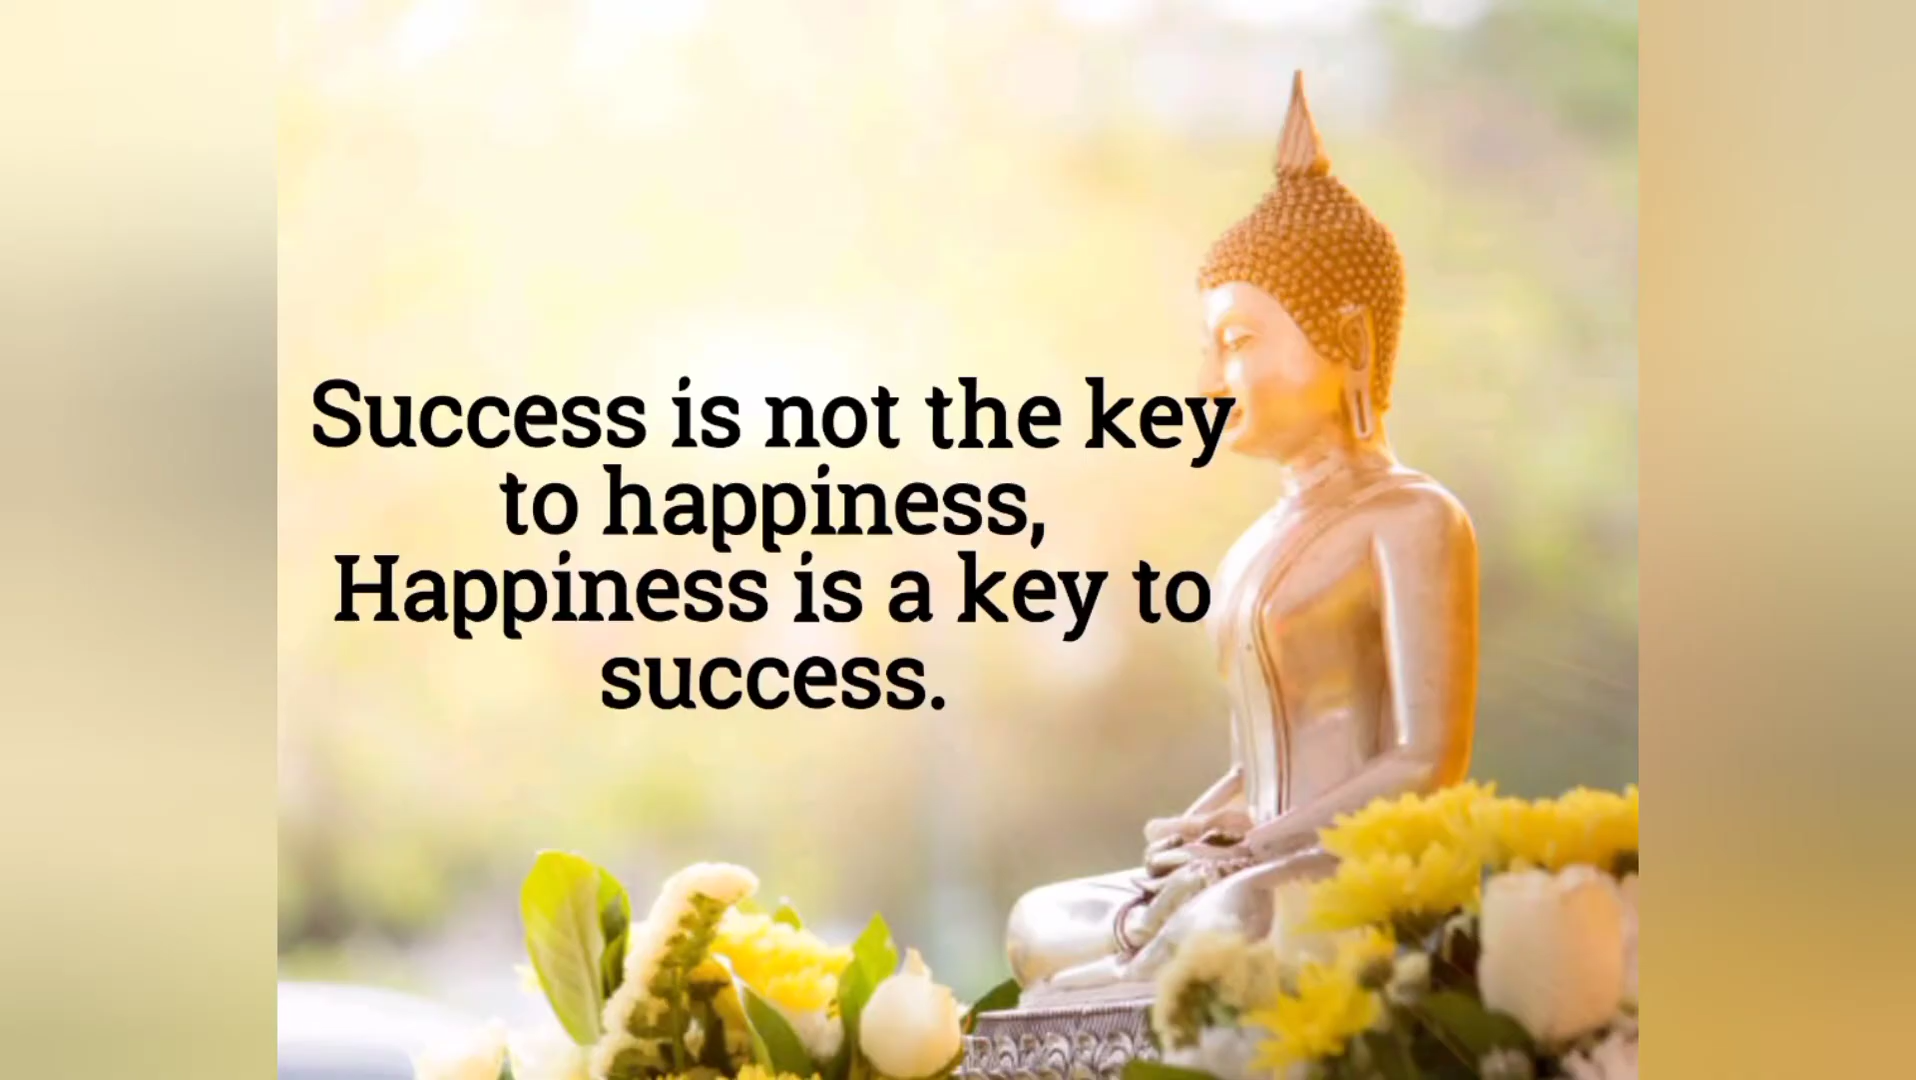 Success is not the key
to happiness,
Happiness is a key to
success.